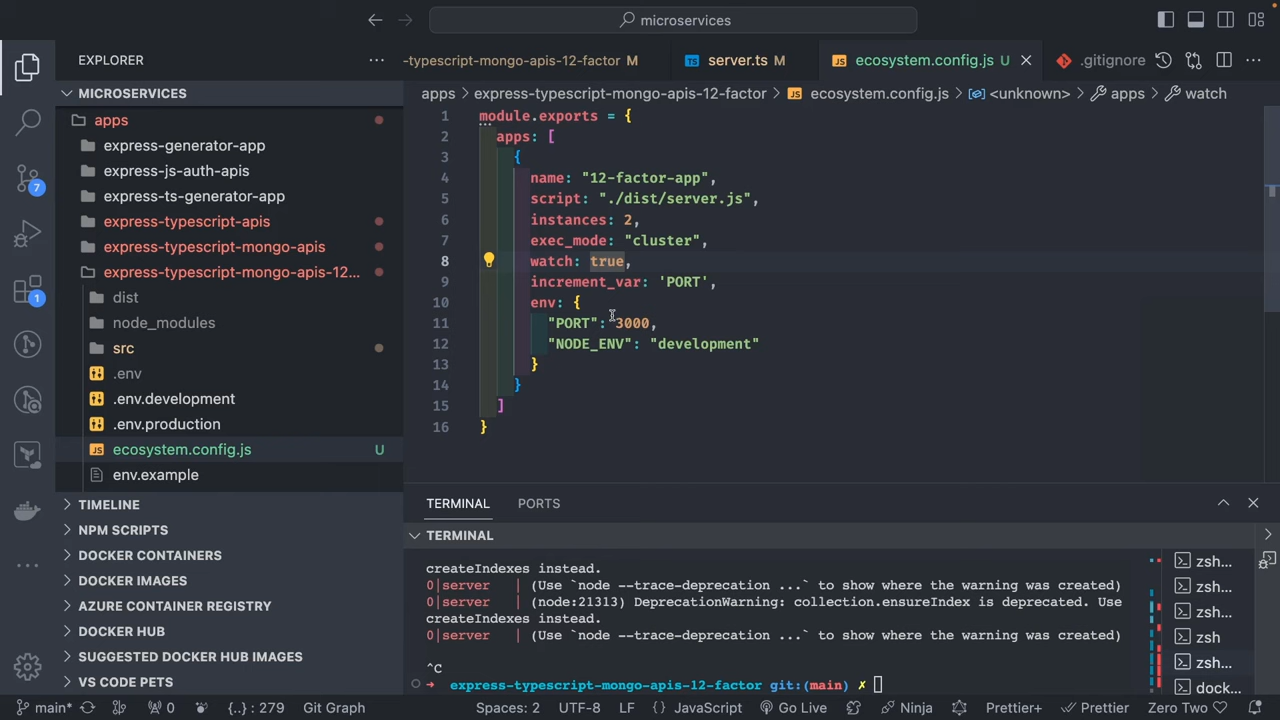 microservices
EXPLORER
-typescript-mongo-apis-12-factor M
TS server.ts M
JS ecosystem.config.js U
.gitignore
MICROSERVICES
apps > express-typescript-mongo-apis-12-factor > JS ecosystem.config.js > <unknown> > apps > watch
apps
express-generator-app
express-js-auth-apis
express-ts-generator-app
express-typescript-apis
express-typescript-mongo-apis
express-typescript-mongo-apis-12...
dist
node_modules
src
.env
.env.development
.env.production
JS ecosystem.config.js U
env.example
TIMELINE
NPM SCRIPTS
DOCKER CONTAINERS
DOCKER IMAGES
AZURE CONTAINER REGISTRY
DOCKER HUB
SUGGESTED DOCKER HUB IMAGES
VS CODE PETS
7
1
1 module.exports = {
2 apps: [
3 {
4 name: "12-factor-app",
5 script: "./dist/server.js",
6 instances: 2,
7 exec_mode: "cluster",
8 watch: true,
9 increment_var: 'PORT',
10 env: {
11 "PORT": 3000,
12 "NODE_ENV": "development"
13 }
14 }
15 ]
16 }
TERMINAL
PORTS
TERMINAL
createIndexes instead.
0|server | (Use `node --trace-deprecation ...` to show where the warning was created)
0|server | (node:21313) DeprecationWarning: collection.ensureIndex is deprecated. Use
createIndexes instead.
0|server | (Use `node --trace-deprecation ...` to show where the warning was created)
^C
➜ express-typescript-mongo-apis-12-factor git:(main) ✗
zsh...
zsh...
zsh...
zsh
zsh...
dock...
main* 0 {..} : 279 Git Graph Spaces: 2 UTF-8 LF {} JavaScript Go Live Ninja Prettier+ Prettier Zero Two